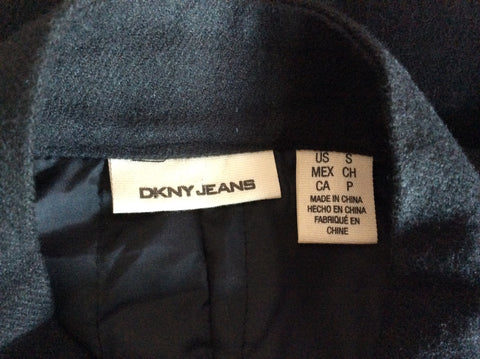 DKNY JEANS
US S
MEX CH
CA P
MADE IN CHINA
HECHO EN CHINA
FABRIQUÉ EN
CHINE